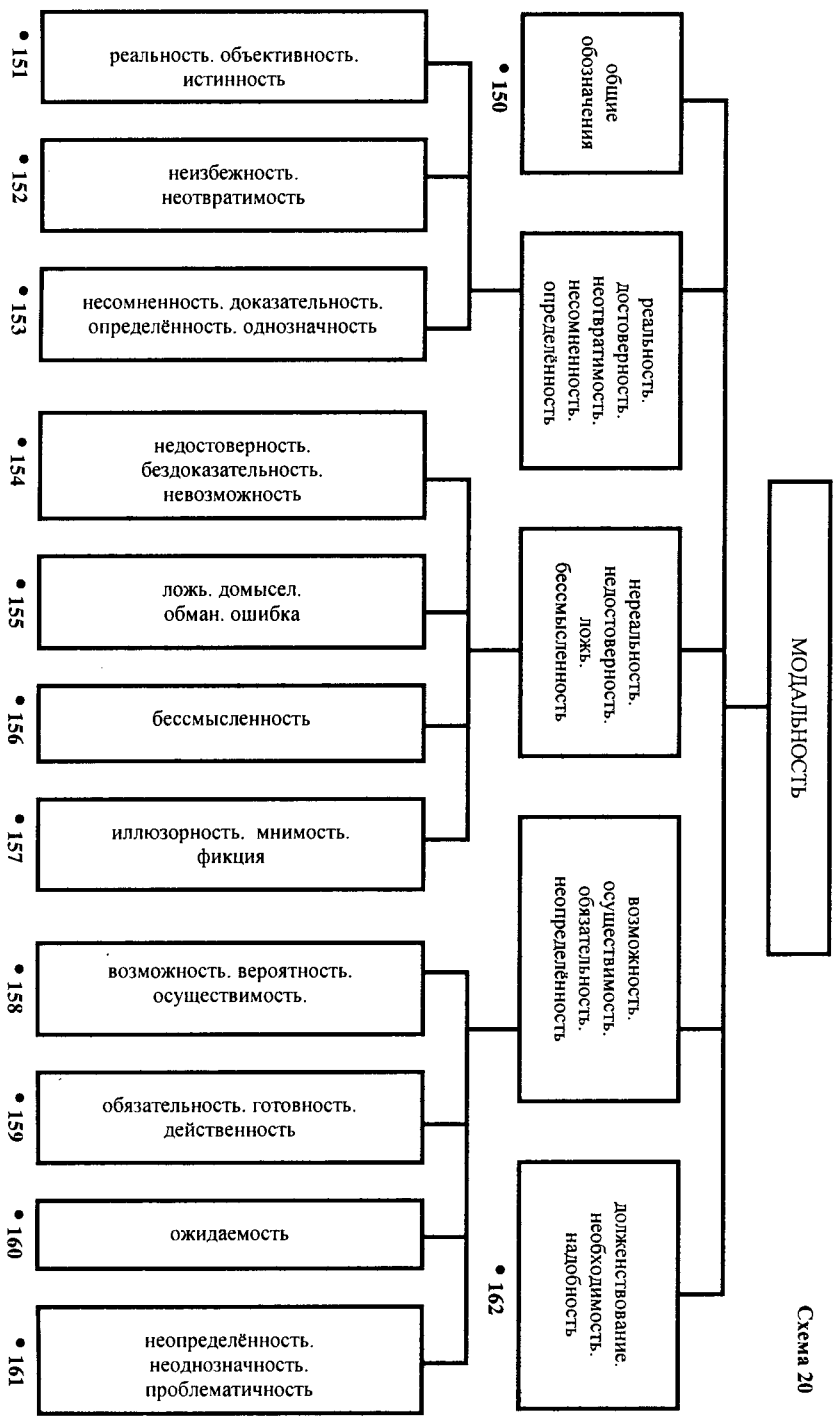 Схема 20
МОДАЛЬНОСТЬ
общие
обозначения
• 150
реальность.
достоверность.
неотвратимость.
несомненность.
определённость
нереальность.
недостоверность.
ложь.
бессмысленность
возможность.
осуществимость.
обязательность.
неопределённость
долженствование.
необходимость.
надобность
• 162
реальность. объективность.
истинность
• 151
неизбежность.
неотвратимость
• 152
несомненность. доказательность.
определённость. однозначность
• 153
недостоверность.
бездоказательность.
невозможность
• 154
ложь. домысел.
обман. ошибка
• 155
бессмысленность
• 156
иллюзорность. мнимость.
фикция
• 157
возможность. вероятность.
осуществимость.
• 158
обязательность. готовность.
действенность
• 159
ожидаемость
• 160
неопределённость.
неоднозначность.
проблематичность
• 161